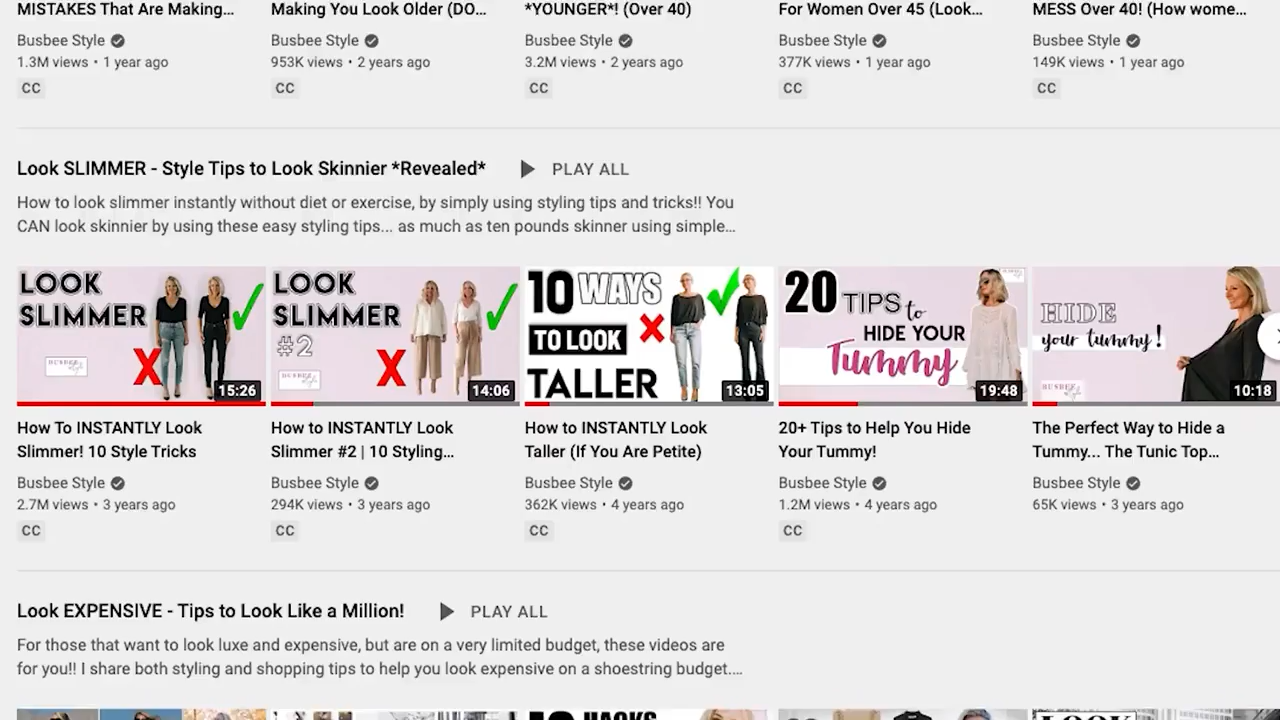 MISTAKES That Are Making...
Making You Look Older (DO...
*YOUNGER*! (Over 40)
For Women Over 45 (Look...
MESS Over 40! (How wome...
Busbee Style
Busbee Style
Busbee Style
Busbee Style
Busbee Style
1.3M views • 1 year ago
953K views • 2 years ago
3.2M views • 2 years ago
377K views • 1 year ago
149K views • 1 year ago
CC
CC
CC
CC
CC
Look SLIMMER - Style Tips to Look Skinnier *Revealed*
PLAY ALL
How to look slimmer instantly without diet or exercise, by simply using styling tips and tricks!! You
CAN look skinnier by using these easy styling tips... as much as ten pounds skinner using simple...
LOOK
SLIMMER
BUSBEE
style
15:26
LOOK
SLIMMER
#2
BUSBEE
style
14:06
10 WAYS
TO LOOK
TALLER
13:05
20 TIPS to
HIDE YOUR
Tummy
19:48
HIDE
your tummy!
BUSBEE
style
10:18
How To INSTANTLY Look
Slimmer! 10 Style Tricks
How to INSTANTLY Look
Slimmer #2 | 10 Styling...
How to INSTANTLY Look
Taller (If You Are Petite)
20+ Tips to Help You Hide
Your Tummy!
The Perfect Way to Hide a
Tummy... The Tunic Top...
Busbee Style
Busbee Style
Busbee Style
Busbee Style
Busbee Style
2.7M views • 3 years ago
294K views • 3 years ago
362K views • 4 years ago
1.2M views • 4 years ago
65K views • 3 years ago
CC
CC
CC
CC
Look EXPENSIVE - Tips to Look Like a Million!
PLAY ALL
For those that want to look luxe and expensive, but are on a very limited budget, these videos are
for you!! I share both styling and shopping tips to help you look expensive on a shoestring budget....
10 HACKS
LOOK